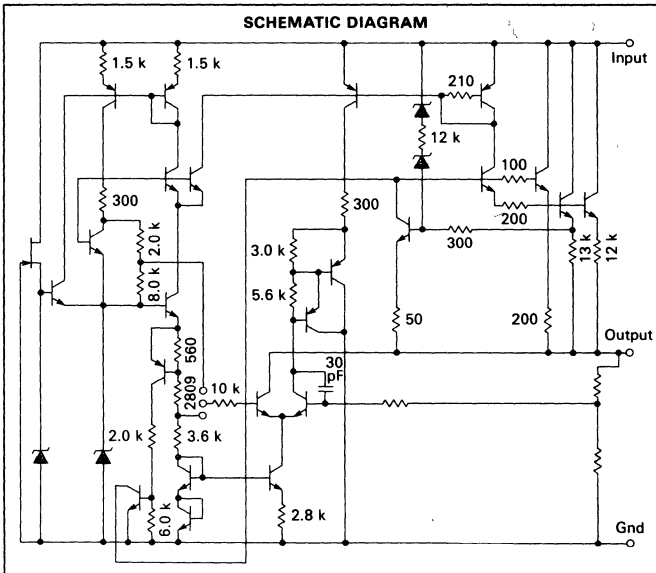 SCHEMATIC DIAGRAM
Input
1.5 k
1.5 k
210
12 k
100
300
300
200
2.0 k
300
13 k
12 k
3.0 k
8.0 k
5.6 k
50
200
560
Output
30
pF
2809
10 k
2.0 k
3.6 k
6.0 k
2.8 k
Gnd